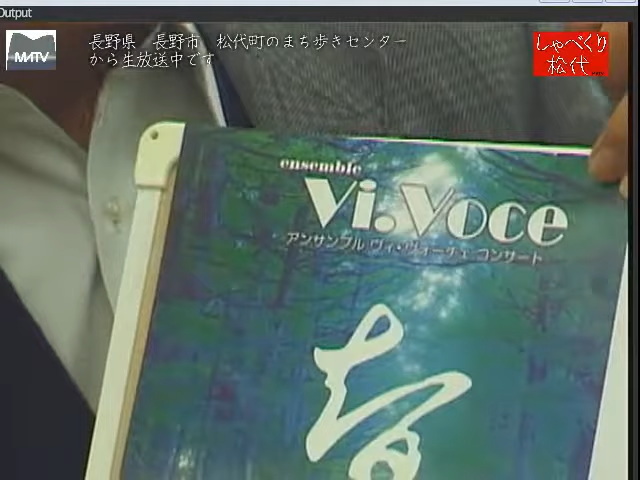 Output
MATV
長野県 長野市 松代町のまち歩きセンター
から生放送中です
しゃべくり
松代
ensemble
Vi.Voce
アンサンブル ヴィ・ヴォーチェ コンサート